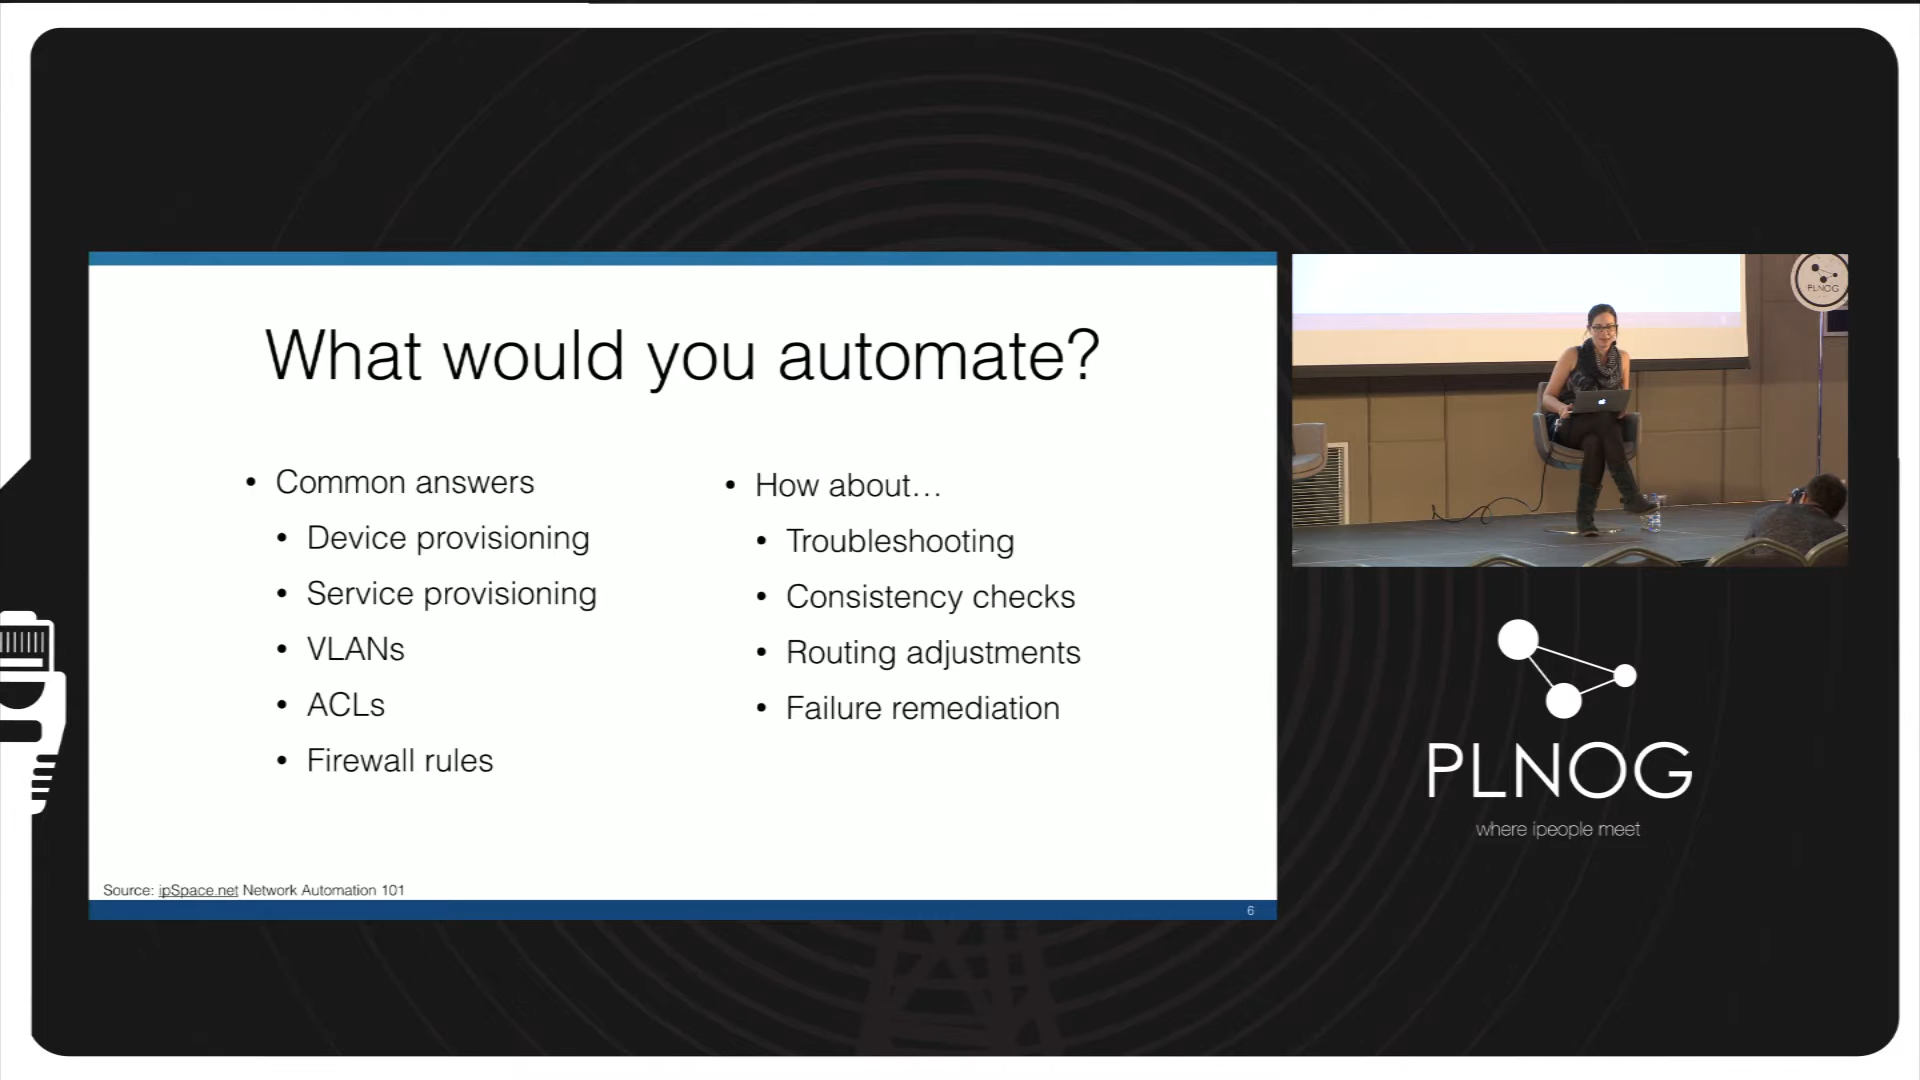 What would you automate?
• Common answers
• Device provisioning
• Service provisioning
• VLANs
• ACLs
• Firewall rules
• How about…
• Troubleshooting
• Consistency checks
• Routing adjustments
• Failure remediation
Source: ipSpace.net Network Automation 101
6
PLNOG
PLNOG
where ipeople meet